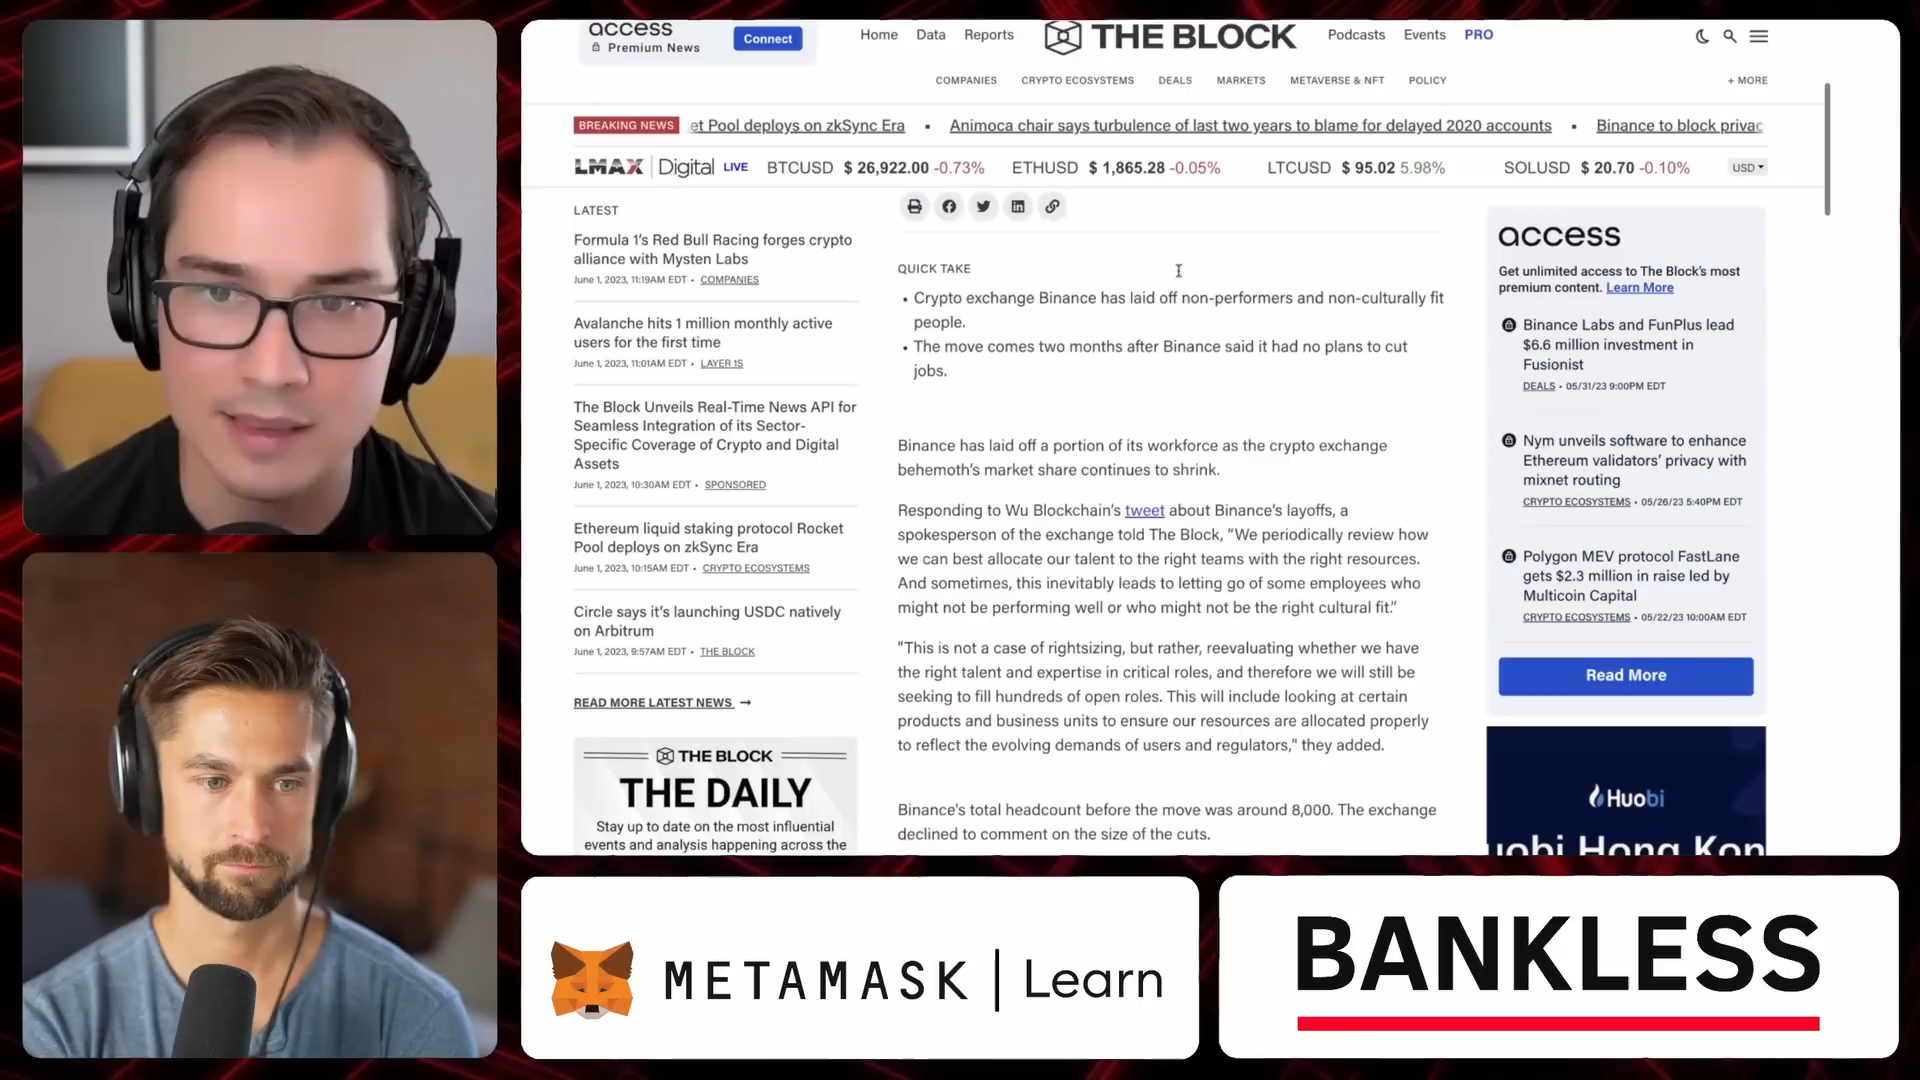 access
Premium News
Connect
Home
Data
Reports
THE BLOCK
Podcasts
Events
PRO
COMPANIES
CRYPTO ECOSYSTEMS
DEALS
MARKETS
METAVERSE & NFT
POLICY
+ MORE
BREAKING NEWS
et Pool deploys on zkSync Era
Animoca chair says turbulence of last two years to blame for delayed 2020 accounts
Binance to block privac
LMAX Digital LIVE
BTCUSD $ 26,922.00 -0.73%
ETHUSD $ 1,865.28 -0.05%
LTCUSD $ 95.02 5.98%
SOLUSD $ 20.70 -0.10%
USD
LATEST
Formula 1's Red Bull Racing forges crypto
alliance with Mysten Labs
June 1, 2023, 11:19AM EDT • COMPANIES
Avalanche hits 1 million monthly active
users for the first time
June 1, 2023, 11:01AM EDT • LAYER 1S
The Block Unveils Real-Time News API for
Seamless Integration of its Sector-
Specific Coverage of Crypto and Digital
Assets
June 1, 2023, 10:30AM EDT • SPONSORED
Ethereum liquid staking protocol Rocket
Pool deploys on zkSync Era
June 1, 2023, 10:15AM EDT • CRYPTO ECOSYSTEMS
Circle says it's launching USDC natively
on Arbitrum
June 1, 2023, 9:57AM EDT • THE BLOCK
READ MORE LATEST NEWS →
THE BLOCK
THE DAILY
Stay up to date on the most influential
events and analysis happening across the
QUICK TAKE
• Crypto exchange Binance has laid off non-performers and non-culturally fit
people.
• The move comes two months after Binance said it had no plans to cut
jobs.
Binance has laid off a portion of its workforce as the crypto exchange
behemoth's market share continues to shrink.
Responding to Wu Blockchain's tweet about Binance's layoffs, a
spokesperson of the exchange told The Block, "We periodically review how
we can best allocate our talent to the right teams with the right resources.
And sometimes, this inevitably leads to letting go of some employees who
might not be performing well or who might not be the right cultural fit."
"This is not a case of rightsizing, but rather, reevaluating whether we have
the right talent and expertise in critical roles, and therefore we will still be
seeking to fill hundreds of open roles. This will include looking at certain
products and business units to ensure our resources are allocated properly
to reflect the evolving demands of users and regulators," they added.
Binance's total headcount before the move was around 8,000. The exchange
declined to comment on the size of the cuts.
access
Get unlimited access to The Block's most
premium content. Learn More
Binance Labs and FunPlus lead
$6.6 million investment in
Fusionist
DEALS • 05/31/23 9:00PM EDT
Nym unveils software to enhance
Ethereum validators' privacy with
mixnet routing
CRYPTO ECOSYSTEMS • 05/26/23 5:40PM EDT
Polygon MEV protocol FastLane
gets $2.3 million in raise led by
Multicoin Capital
CRYPTO ECOSYSTEMS • 05/22/23 10:00AM EDT
Read More
Huobi
uobi Hong Kon
METAMASK | Learn
BANKLESS